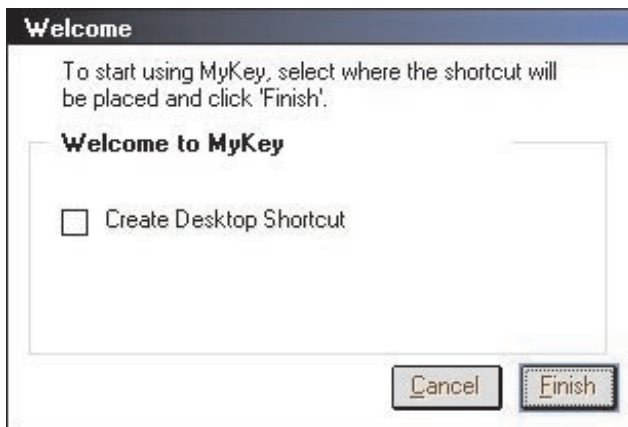 Welcome
To start using MyKey, select where the shortcut will
be placed and click 'Finish'.
Welcome to MyKey
Create Desktop Shortcut
Cancel
Finish